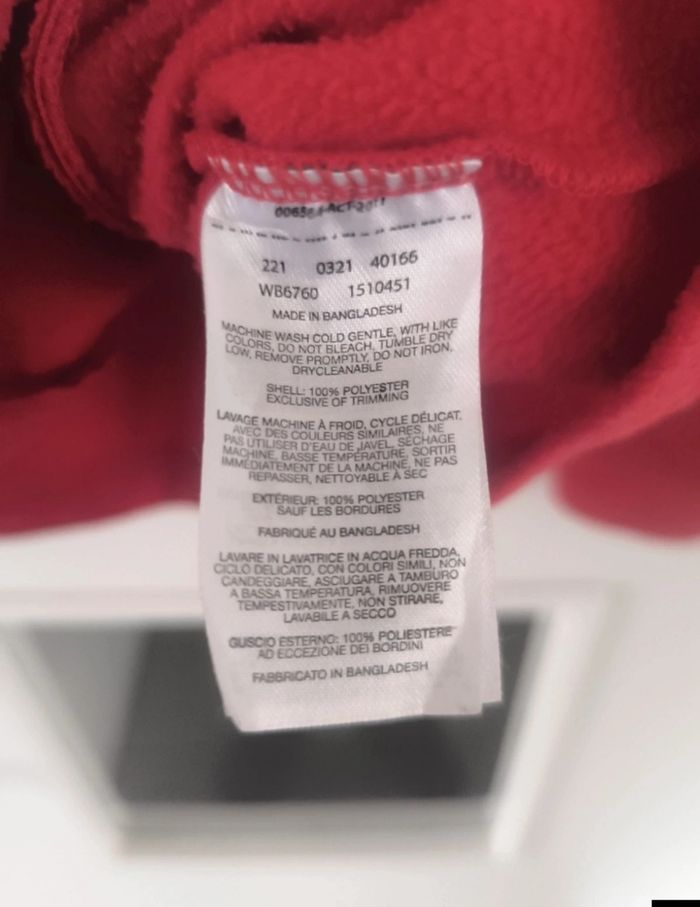 221 0321 40166
WB6760 1510451
MADE IN BANGLADESH
MACHINE WASH COLD GENTLE, WITH LIKE
COLORS, DO NOT BLEACH, TUMBLE DRY
LOW, REMOVE PROMPTLY, DO NOT IRON,
DRYCLEANABLE
SHELL: 100% POLYESTER
EXCLUSIVE OF TRIMMING
LAVAGE MACHINE À FROID, CYCLE DÉLICAT.
AVEC DES COULEURS SIMILAIRES, NE
PAS UTILISER D'EAU DE JAVEL, SÉCHAGE
MACHINE, BASSE TEMPÉRATURE, SORTIR
IMMÉDIATEMENT DE LA MACHINE, NE PAS
REPASSER, NETTOYABLE À SEC
EXTÉRIEUR: 100% POLYESTER
SAUF LES BORDURES
FABRIQUÉ AU BANGLADESH
LAVARE IN LAVATRICE IN ACQUA FREDDA,
CICLO DELICATO, CON COLORI SIMILI, NON
CANDEGGIARE, ASCIUGARE A TAMBURO
A BASSA TEMPERATURA, RIMUOVERE
TEMPESTIVAMENTE, NON STIRARE,
LAVABILE A SECCO
GUSCIO ESTERNO: 100% POLIESTERE
AD ECCEZIONE DEI BORDINI
FABBRICATO IN BANGLADESH